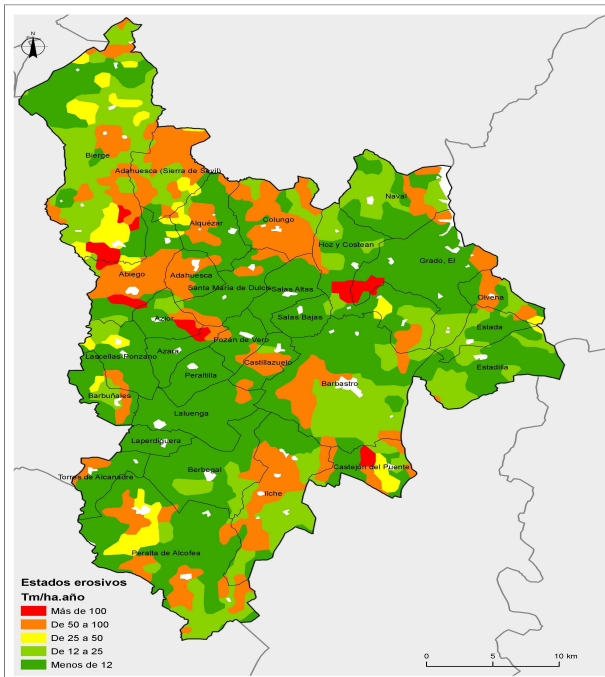 Bierge
Adahuesca (Sierra de Sevil)
Naval
Alquézar
Colungo
Hoz y Costean
Grado, El
Abiego
Adahuesca
Santa María de Dulcis
Salas Altas
Olvena
Azlor
Salas Bajas
Estada
Pozán de Vero
Lascellas-Ponzano
Azara
Castillazuelo
Estadilla
Peraltilla
Barbastro
Barbuñales
Laluenga
Laperdiguera
Berbegal
Castejón del Puente
Torres de Alcanadre
Ilche
Peralta de Alcofea
Estados erosivos
Tm/ha.año
Más de 100
De 50 a 100
De 25 a 50
De 12 a 25
Menos de 12
0 5 10 km